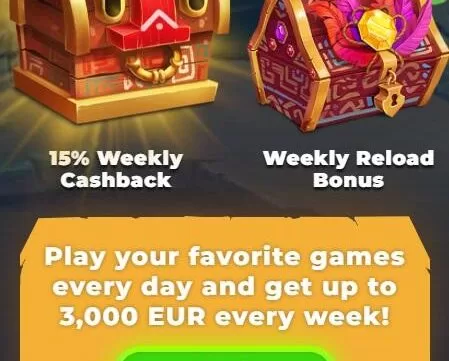 15% Weekly Cashback
Weekly Reload Bonus
Play your favorite games
every day and get up to
3,000 EUR every week!